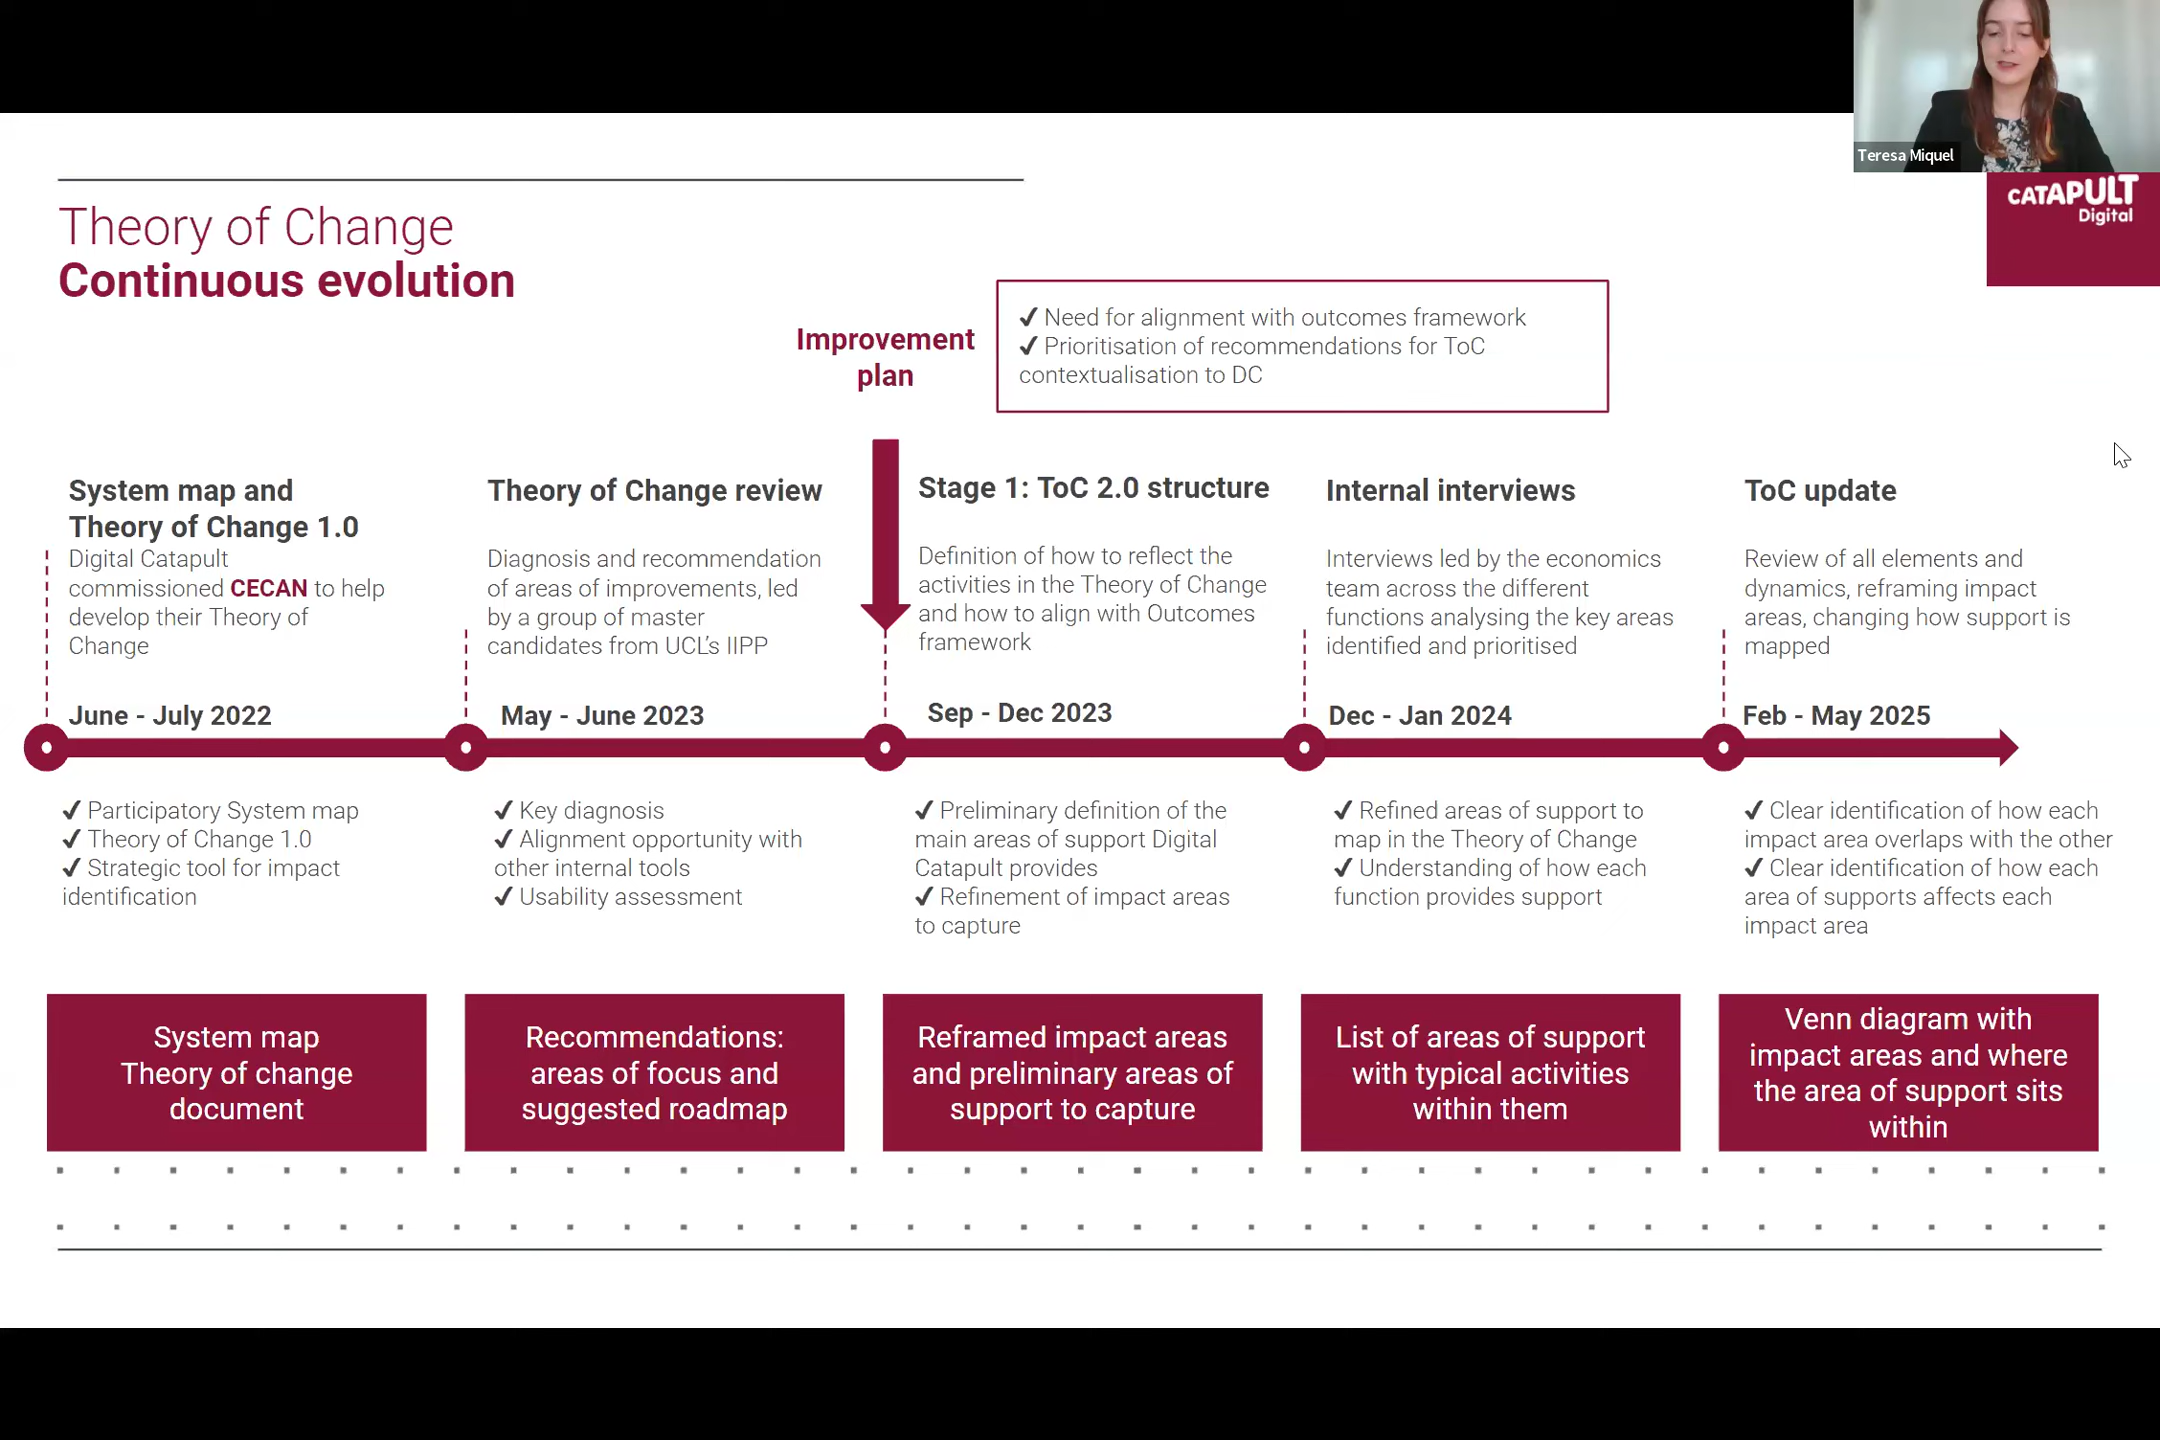 Teresa Miquel
CATAPULT
Digital
Theory of Change
Continuous evolution
Improvement
plan
✔ Need for alignment with outcomes framework
✔ Prioritisation of recommendations for ToC
contextualisation to DC
System map and
Theory of Change 1.0
Digital Catapult
commissioned CECAN to help
develop their Theory of
Change
June - July 2022
✔ Participatory System map
✔ Theory of Change 1.0
✔ Strategic tool for impact
identification
System map
Theory of change
document
Theory of Change review
Diagnosis and recommendation
of areas of improvements, led
by a group of master
candidates from UCL's IIPP
May - June 2023
✔ Key diagnosis
✔ Alignment opportunity with
other internal tools
✔ Usability assessment
Recommendations:
areas of focus and
suggested roadmap
Stage 1: ToC 2.0 structure
Definition of how to reflect the
activities in the Theory of Change
and how to align with Outcomes
framework
Sep - Dec 2023
✔ Preliminary definition of the
main areas of support Digital
Catapult provides
✔ Refinement of impact areas
to capture
Reframed impact areas
and preliminary areas of
support to capture
Internal interviews
Interviews led by the economics
team across the different
functions analysing the key areas
identified and prioritised
Dec - Jan 2024
✔ Refined areas of support to
map in the Theory of Change
✔ Understanding of how each
function provides support
List of areas of support
with typical activities
within them
ToC update
Review of all elements and
dynamics, reframing impact
areas, changing how support is
mapped
Feb - May 2025
✔ Clear identification of how each
impact area overlaps with the other
✔ Clear identification of how each
area of supports affects each
impact area
Venn diagram with
impact areas and where
the area of support sits
within